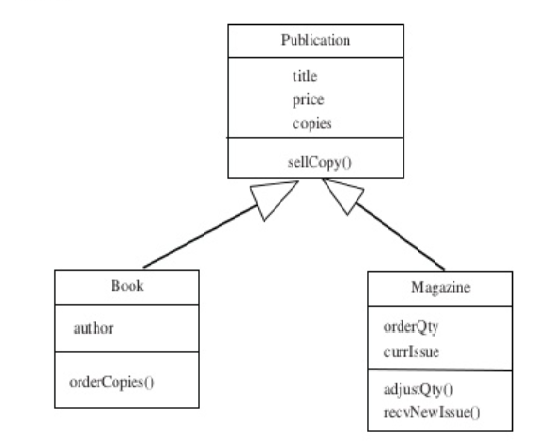 Publication
title
price
copies
sellCopy()
Book
author
orderCopies()
Magazine
orderQty
currIssue
adjustQty()
recvNewIssue()